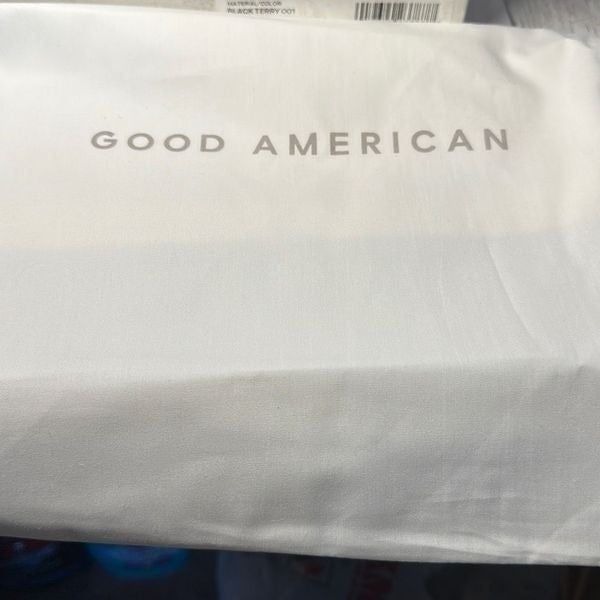 MATERIAL/COLOR
BLACK TERRY 001
GOOD AMERICAN